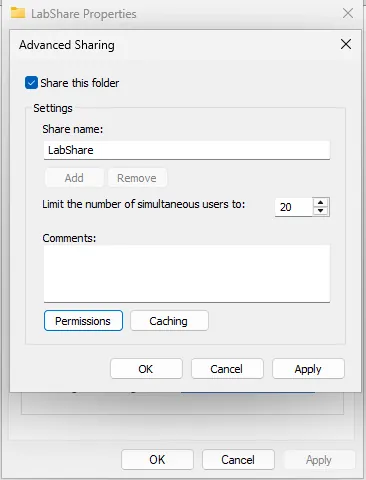 LabShare Properties
Advanced Sharing
Share this folder
Settings
Share name:
LabShare
Add Remove
Limit the number of simultaneous users to: 20
Comments:
Permissions Caching
OK Cancel Apply
OK Cancel Apply